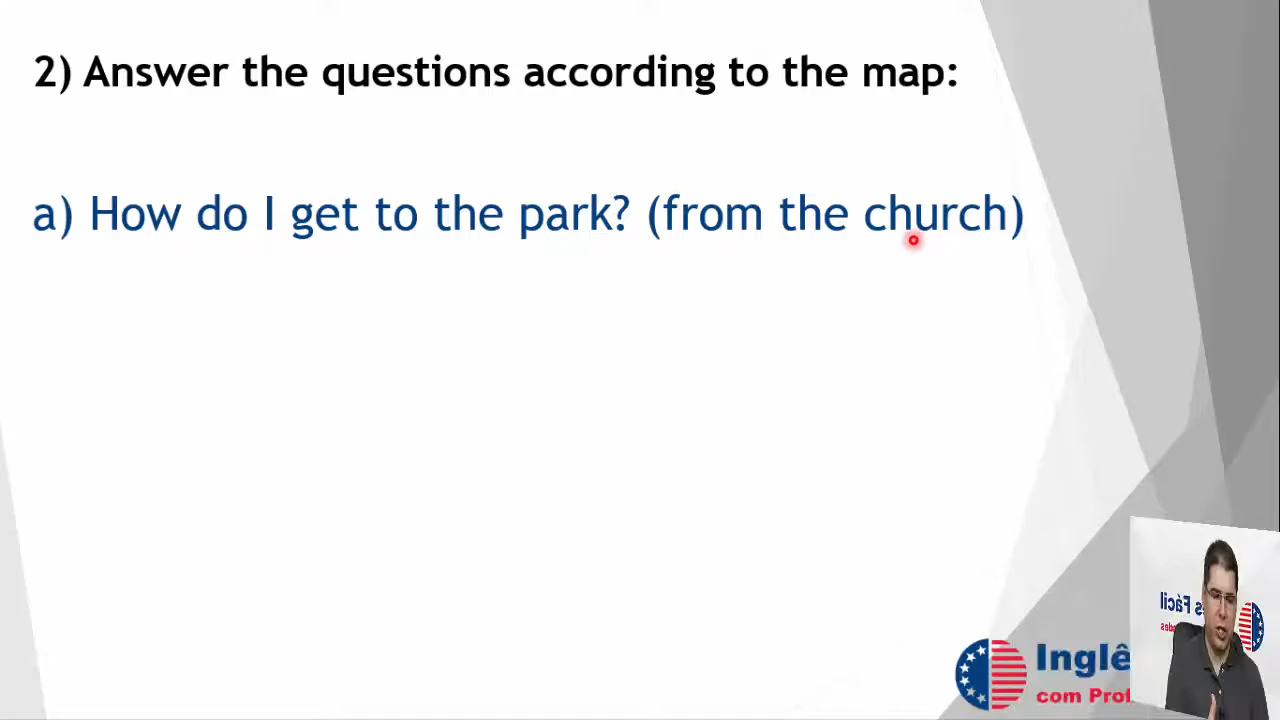 2) Answer the questions according to the map:
a) How do I get to the park? (from the church)
s Fácil
Inglê
com Prof